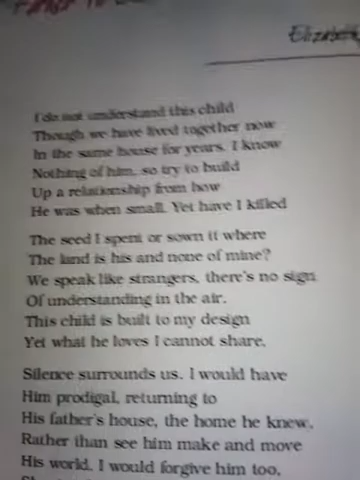 Father to
Elizabeth
I do not understand this child
Though we have lived together now
In the same house for years. I know
Nothing of him, so try to build
Up a relationship from how
He was when small. Yet have I killed
The seed I spent or sown it where
The land is his and none of mine?
We speak like strangers, there's no sign
Of understanding in the air.
This child is built to my design
Yet what he loves I cannot share.
Silence surrounds us. I would have
Him prodigal, returning to
His father's house, the home he knew,
Rather than see him make and move
His world. I would forgive him too,